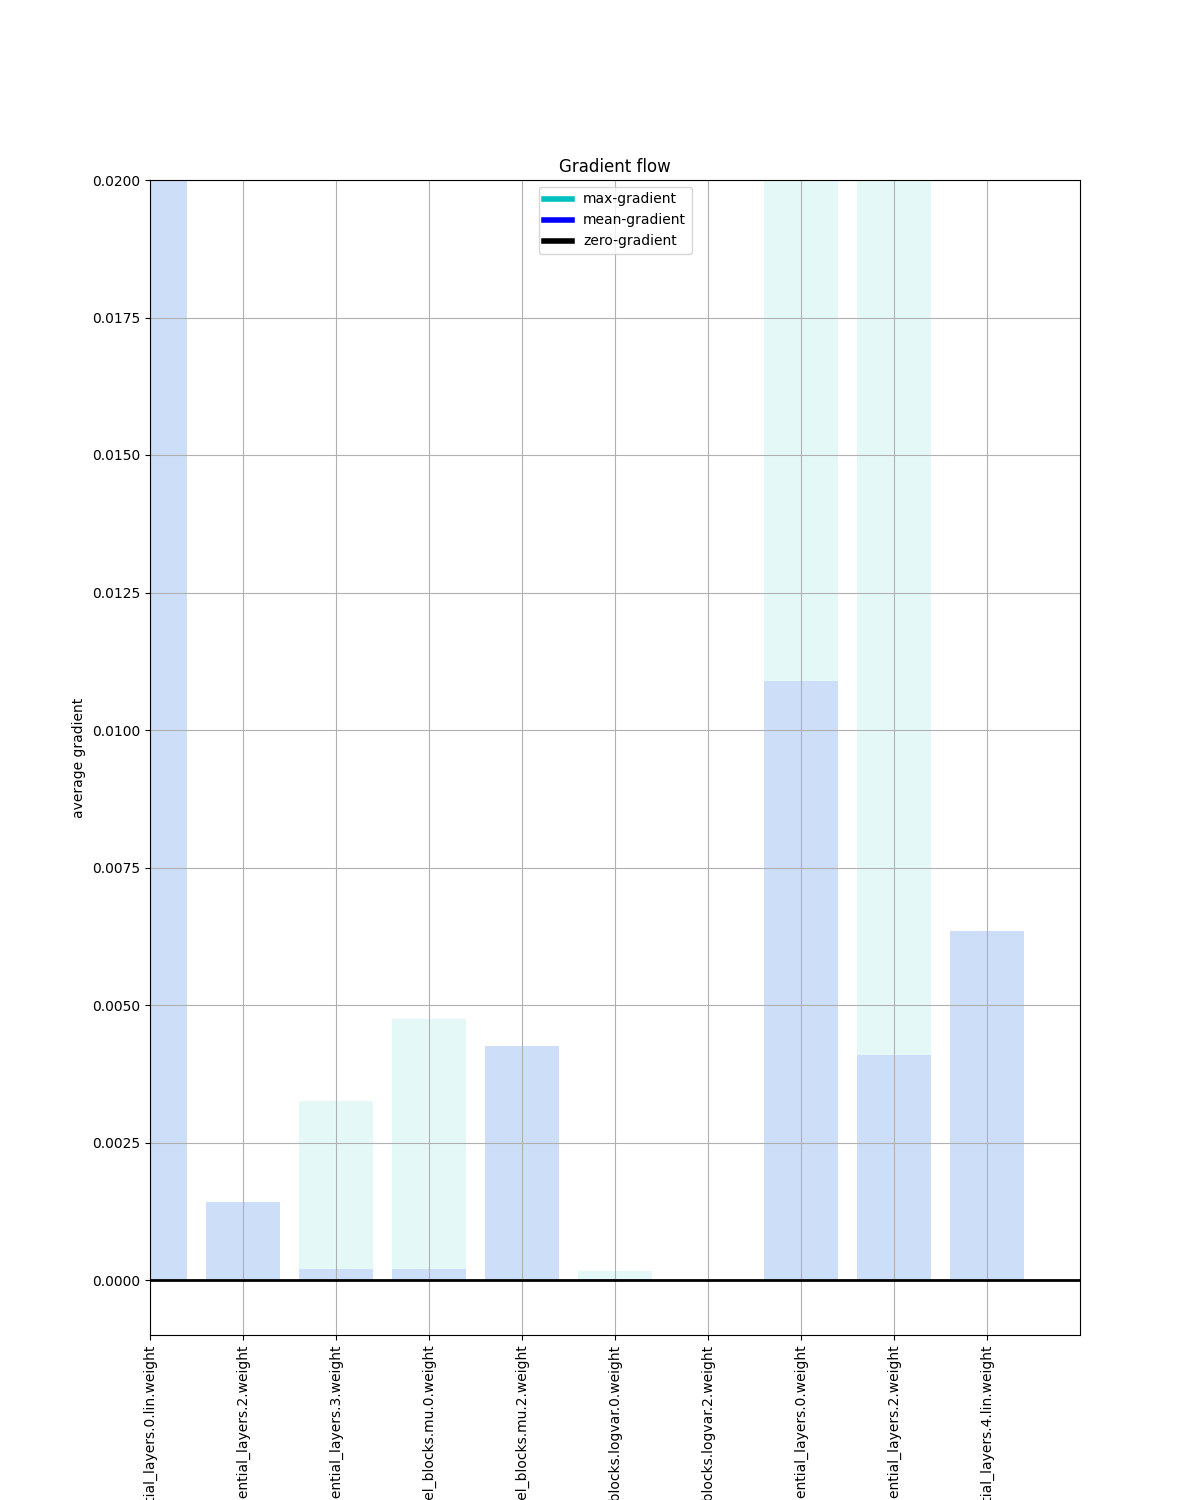 Gradient flow
max-gradient
mean-gradient
zero-gradient
0.0200
0.0175
0.0150
0.0125
0.0100
0.0075
0.0050
0.0025
0.0000
average gradient
tial_layers.0.lin.weight
ential_layers.2.weight
ential_layers.3.weight
el_blocks.mu.0.weight
el_blocks.mu.2.weight
blocks.logvar.0.weight
blocks.logvar.2.weight
ential_layers.0.weight
ential_layers.2.weight
tial_layers.4.lin.weight